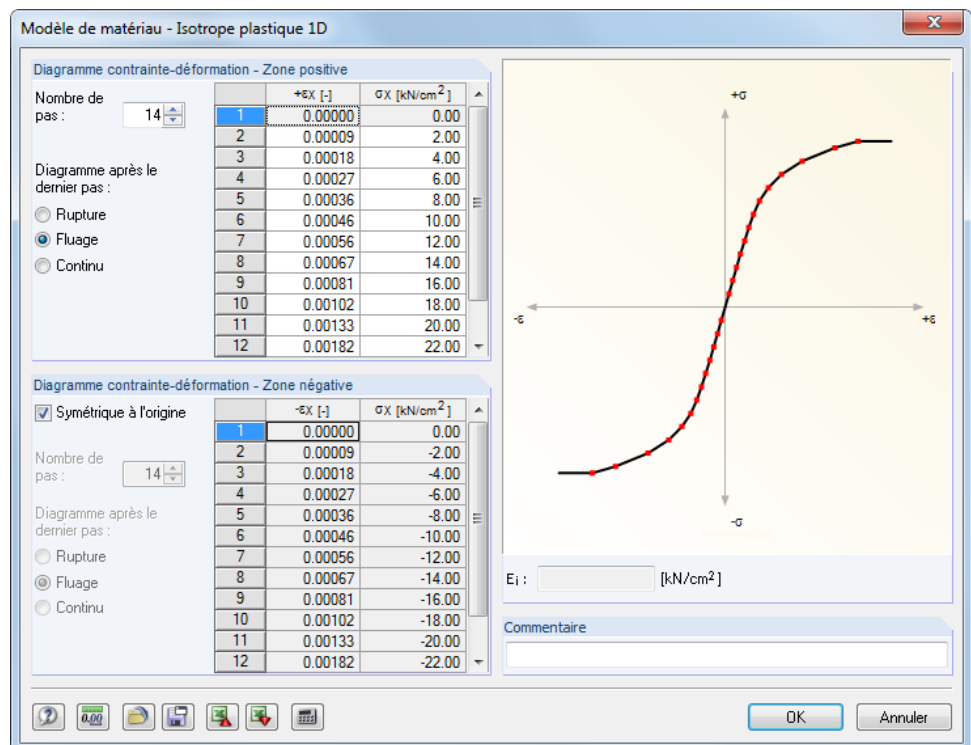 Modèle de matériau - Isotrope plastique 1D
Diagramme contrainte-déformation - Zone positive
Nombre de
pas : 14
Diagramme après le
dernier pas :
Rupture
Fluage
Continu
+εX [-] σX [kN/cm2]
1 0.00000 0.00
2 0.00009 2.00
3 0.00018 4.00
4 0.00027 6.00
5 0.00036 8.00
6 0.00046 10.00
7 0.00056 12.00
8 0.00067 14.00
9 0.00081 16.00
10 0.00102 18.00
11 0.00133 20.00
12 0.00182 22.00
Diagramme contrainte-déformation - Zone négative
Symétrique à l'origine
Nombre de
pas : 14
Diagramme après le
dernier pas :
Rupture
Fluage
Continu
-εX [-] σX [kN/cm2]
1 0.00000 0.00
2 0.00009 -2.00
3 0.00018 -4.00
4 0.00027 -6.00
5 0.00036 -8.00
6 0.00046 -10.00
7 0.00056 -12.00
8 0.00067 -14.00
9 0.00081 -16.00
10 0.00102 -18.00
11 0.00133 -20.00
12 0.00182 -22.00
+σ
-ε +ε
-σ
Ei : [kN/cm2]
Commentaire
0.00
OK Annuler